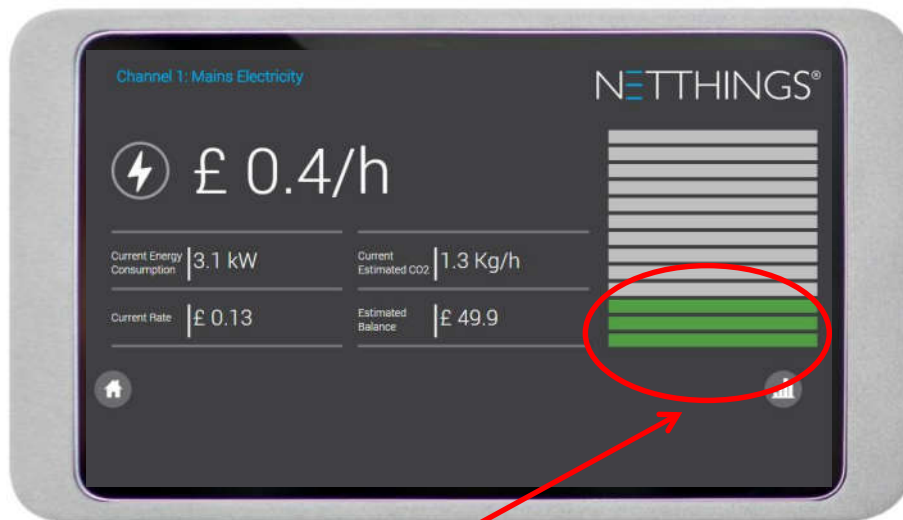 Channel 1: Mains Electricity
NETTHINGS®
£ 0.4/h
Current Energy Consumption
3.1 kW
Current Estimated CO2
1.3 Kg/h
Current Rate
£ 0.13
Estimated Balance
£ 49.9